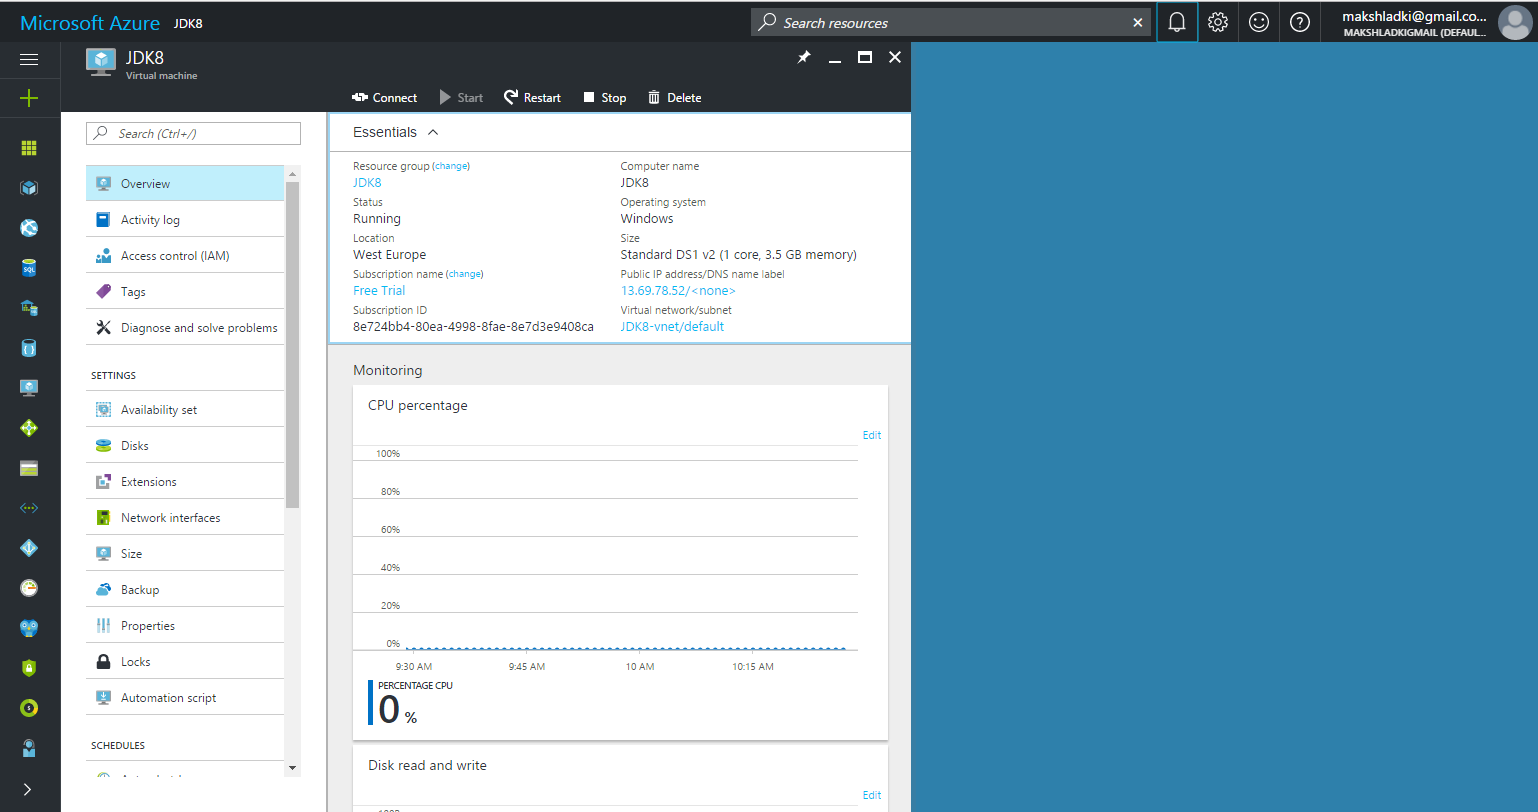 Microsoft Azure JDK8
Search resources
makshladki@gmail.co...
MAKSHLADKIGMAIL (DEFAUL...
JDK8
Virtual machine
Connect Start Restart Stop Delete
Search (Ctrl+/)
Overview
Activity log
Access control (IAM)
Tags
Diagnose and solve problems
SETTINGS
Availability set
Disks
Extensions
Network interfaces
Size
Backup
Properties
Locks
Automation script
SCHEDULES
Essentials
Resource group (change)
JDK8
Status
Running
Location
West Europe
Subscription name (change)
Free Trial
Subscription ID
8e724bb4-80ea-4998-8fae-8e7d3e9408ca
Computer name
JDK8
Operating system
Windows
Size
Standard DS1 v2 (1 core, 3.5 GB memory)
Public IP address/DNS name label
13.69.78.52/<none>
Virtual network/subnet
JDK8-vnet/default
Monitoring
CPU percentage
Edit
100%
80%
60%
40%
20%
0%
9:30 AM 9:45 AM 10 AM 10:15 AM
PERCENTAGE CPU
0 %
Disk read and write
Edit